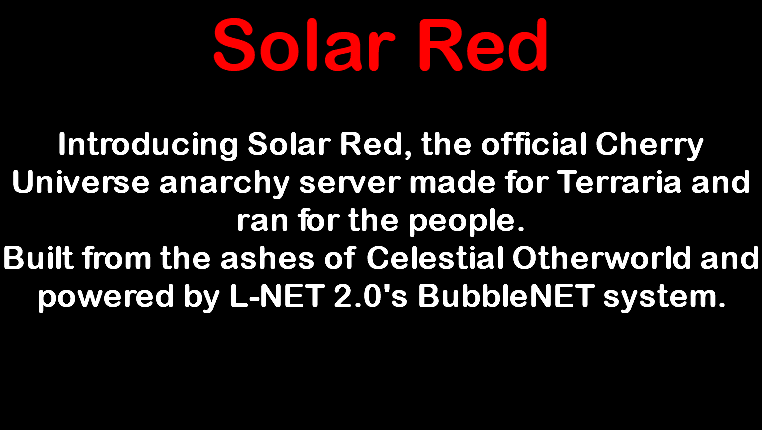 Solar Red
Introducing Solar Red, the official Cherry
Universe anarchy server made for Terraria and
ran for the people.
Built from the ashes of Celestial Otherworld and
powered by L-NET 2.0's BubbleNET system.